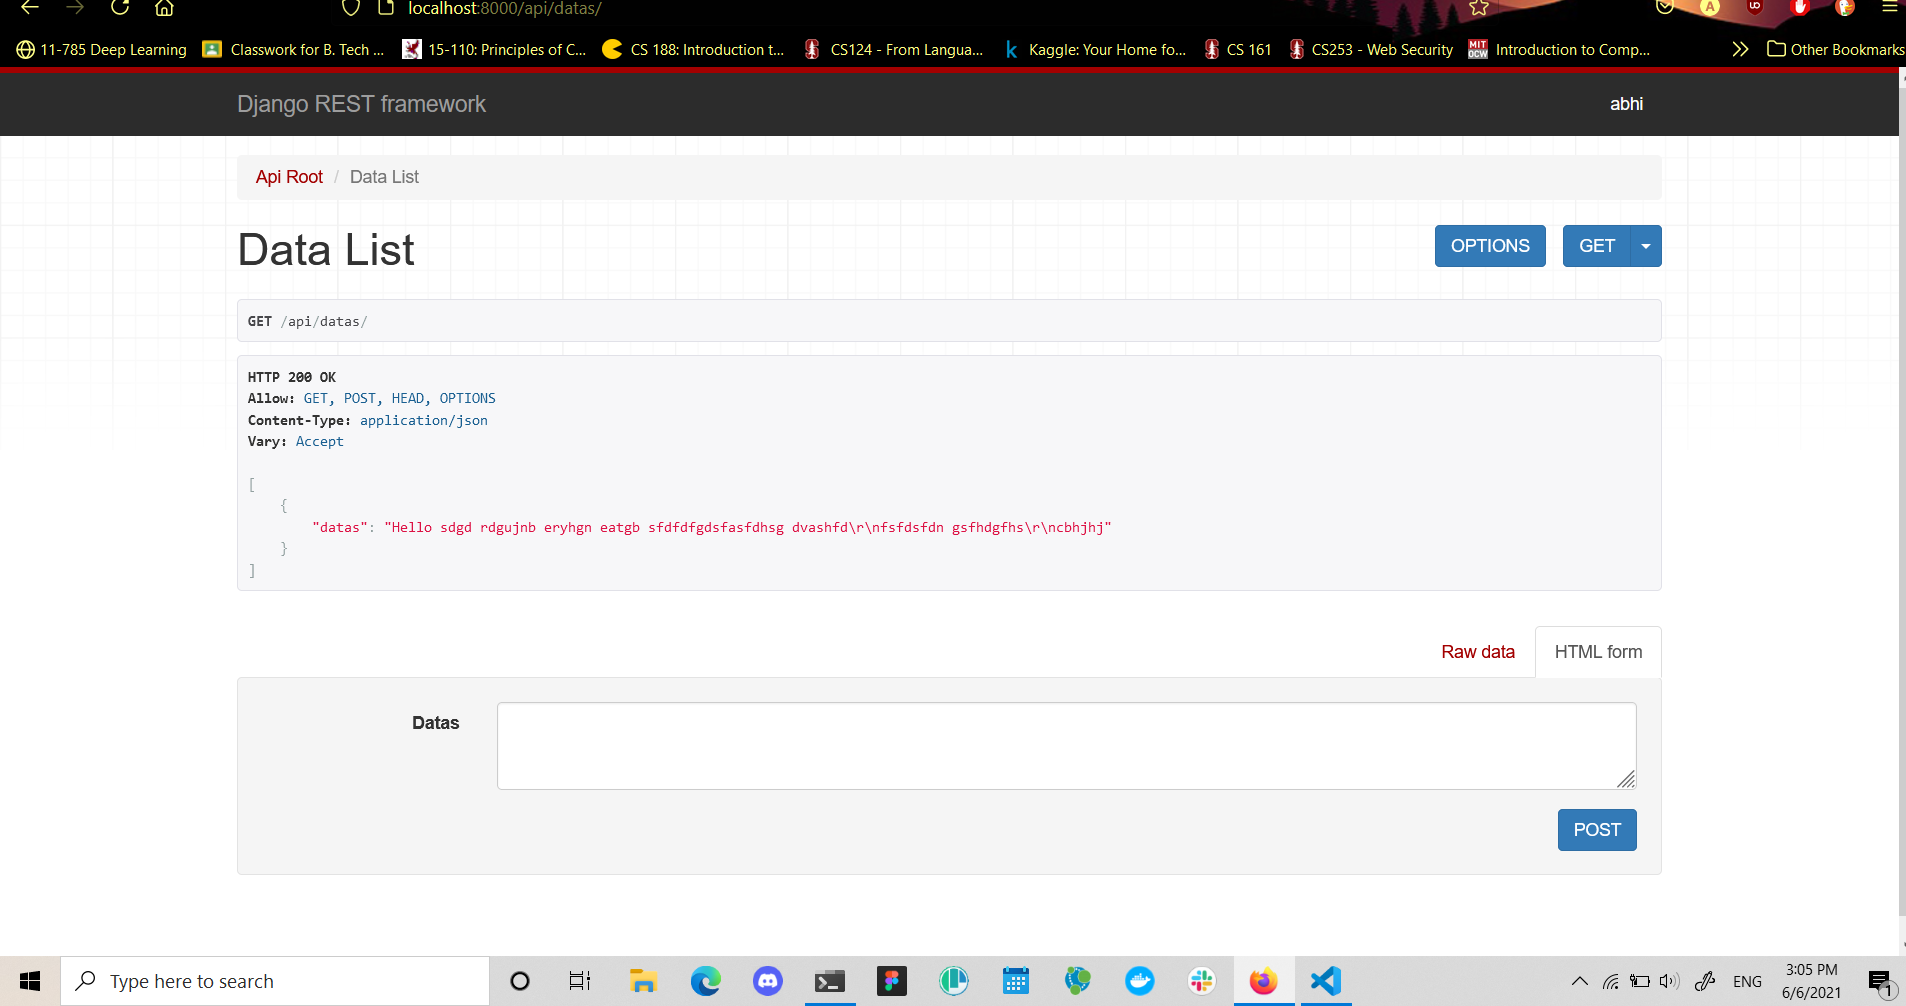 localhost:8000/api/datas/
11-785 Deep Learning Classwork for B. Tech ... 15-110: Principles of C... CS 188: Introduction t... CS124 - From Langua... k Kaggle: Your Home fo... CS 161 CS253 - Web Security MIT OCW Introduction to Comp... Other Bookmarks
Django REST framework abhi
Api Root / Data List
Data List OPTIONS GET
GET /api/datas/
HTTP 200 OK
Allow: GET, POST, HEAD, OPTIONS
Content-Type: application/json
Vary: Accept
[
{
"datas": "Hello sdgd rdgujnb eryhgn eatgb sfdfdfgdsfasfdhsg dvashfd\r\nfsfdsfdn gsfhdgfhs\r\ncbhjhj"
}
]
Raw data HTML form
Datas
POST
Type here to search ENG 3:05 PM
6/6/2021 1